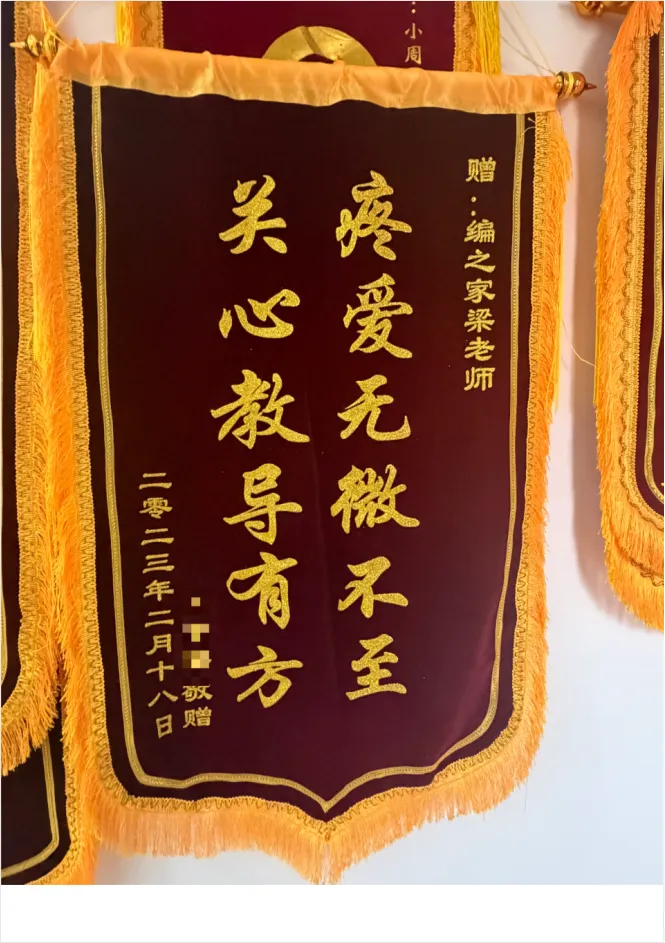 赠：编之家梁老师
疼爱无微不至
关心教导有方
敬赠
二零二三年二月十八日
：小周